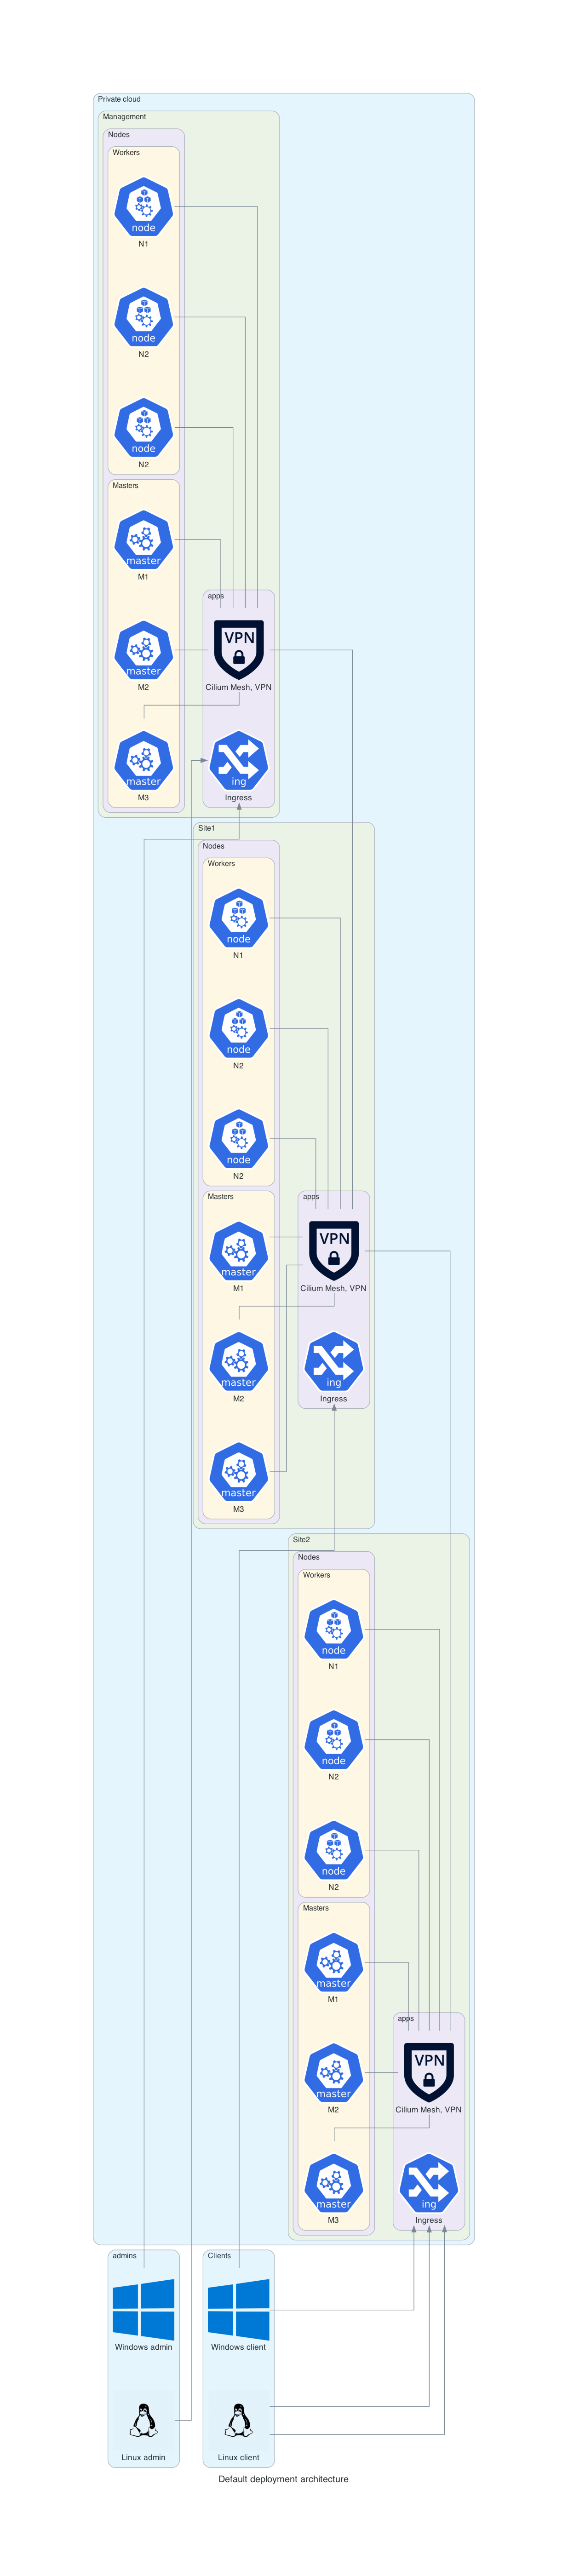 Private cloud
Management
Nodes
Workers
node
N1
node
N2
node
N2
Masters
master
M1
apps
master
M2
VPN
Cilium Mesh, VPN
master
M3
ing
Ingress
Site1
Nodes
Workers
node
N1
node
N2
node
N2
Masters
apps
master
M1
VPN
Cilium Mesh, VPN
master
M2
ing
Ingress
master
M3
Site2
Nodes
Workers
node
N1
node
N2
node
N2
Masters
master
M1
apps
master
M2
VPN
Cilium Mesh, VPN
master
M3
ing
Ingress
admins
Clients
Windows admin
Windows client
Linux admin
Linux client
Default deployment architecture